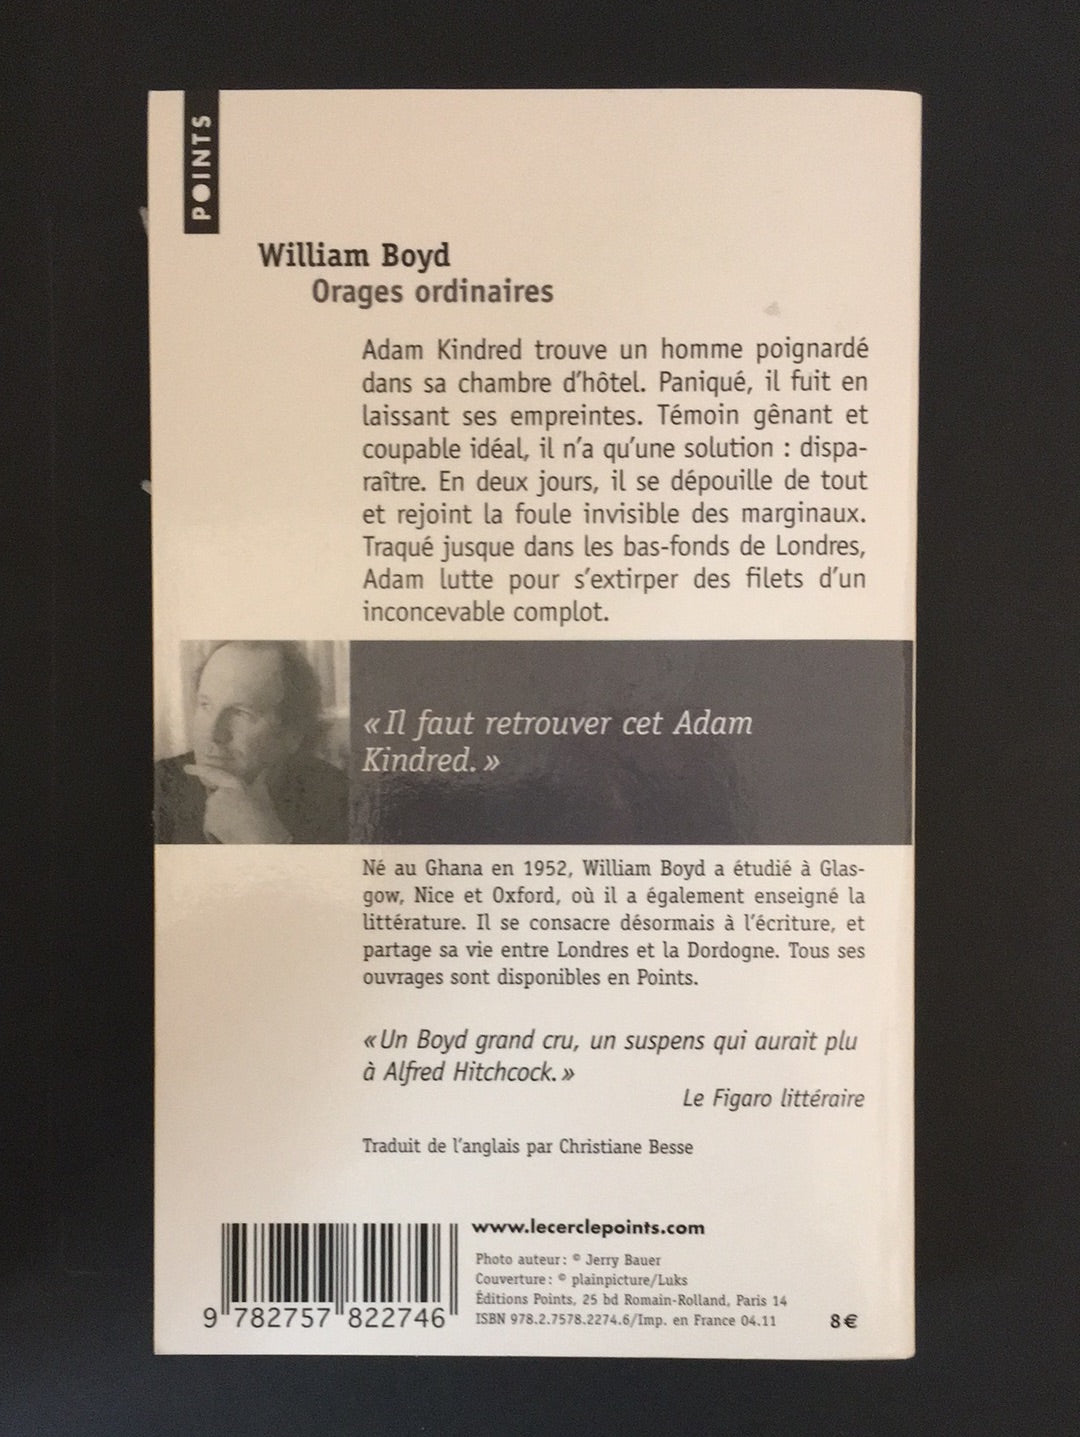 POINTS
William Boyd
Orages ordinaires
Adam Kindred trouve un homme poignardé
dans sa chambre d'hôtel. Paniqué, il fuit en
laissant ses empreintes. Témoin gênant et
coupable idéal, il n'a qu'une solution : dispa-
raître. En deux jours, il se dépouille de tout
et rejoint la foule invisible des marginaux.
Traqué jusque dans les bas-fonds de Londres,
Adam lutte pour s'extirper des filets d'un
inconcevable complot.
« Il faut retrouver cet Adam
Kindred. »
Né au Ghana en 1952, William Boyd a étudié à Glas-
gow, Nice et Oxford, où il a également enseigné la
littérature. Il se consacre désormais à l'écriture, et
partage sa vie entre Londres et la Dordogne. Tous ses
ouvrages sont disponibles en Points.
« Un Boyd grand cru, un suspens qui aurait plu
à Alfred Hitchcock. »
Le Figaro littéraire
Traduit de l'anglais par Christiane Besse
www.lecerclepoints.com
Photo auteur : © Jerry Bauer
Couverture : © plainpicture/Luks
Éditions Points, 25 bd Romain-Rolland, Paris 14
ISBN 978.2.7578.2274.6/Imp. en France 04.11
8€
9 782757 822746